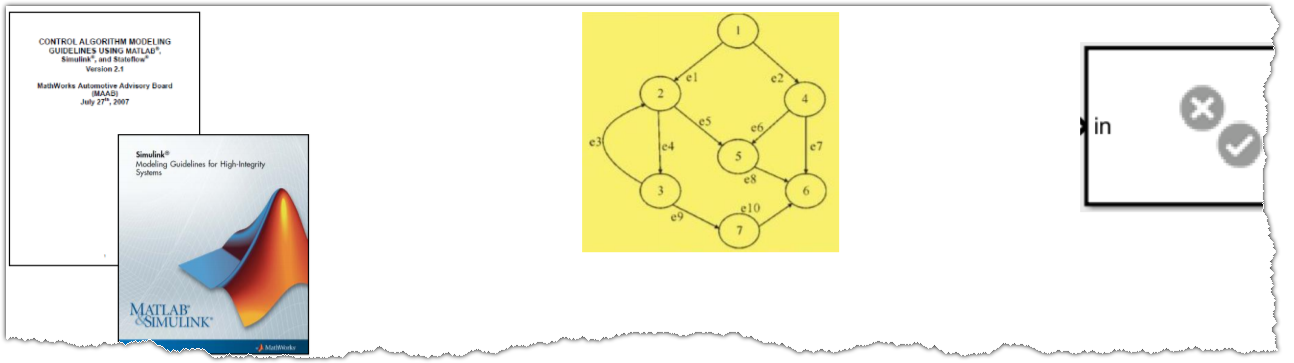 CONTROL ALGORITHM MODELING
GUIDELINES USING MATLAB®,
Simulink®, and Stateflow®
Version 2.1
MathWorks Automotive Advisory Board
(MAAB)
July 27th, 2007
Simulink®
Modeling Guidelines for High-Integrity
Systems
MATLAB®
&SIMULINK®
MathWorks
1
e1
e2
2
4
e5
e6
e3
e4
e7
5
e8
3
6
e9
e10
7
in